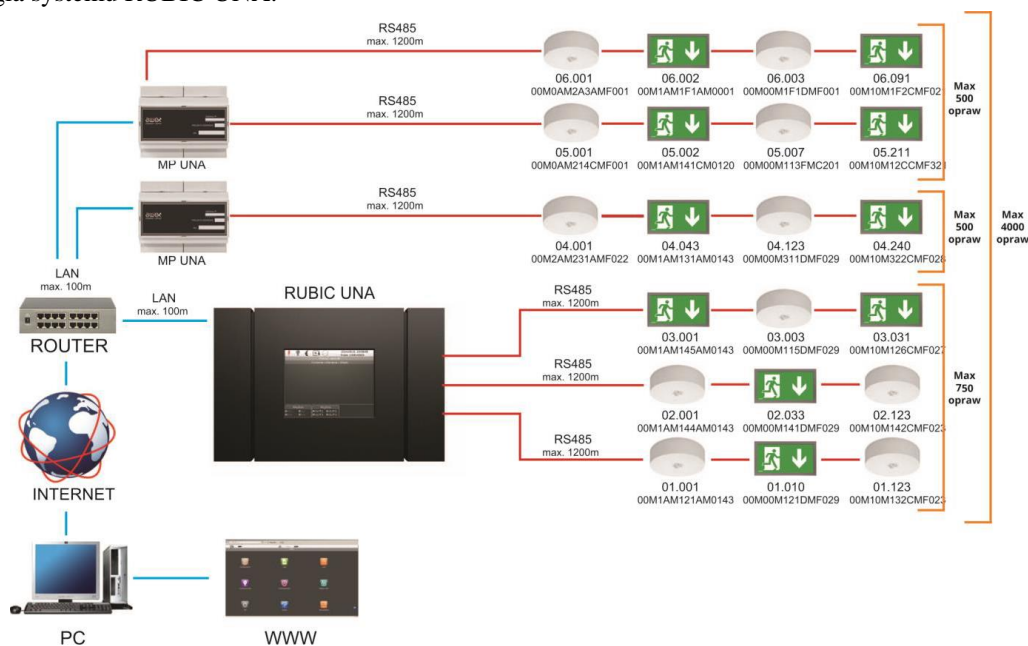 gia systemu RUBIC UNA.
RS485
max. 1200m
06.001
00M0AM2A3AMF001
06.002
00M1AM1F1AM0001
06.003
00M00M1F1DMF001
06.091
00M10M1F2CMF021
Max
500
opraw
RS485
max. 1200m
MP UNA
05.001
00M0AM214CMF001
05.002
00M1AM141CM0120
05.007
00M00M113FMC201
05.211
00M10M12CCMF321
RS485
max. 1200m
MP UNA
04.001
00M2AM231AMF022
04.043
00M1AM131AM0143
04.123
00M00M311DMF029
04.240
00M10M322CMF028
Max
500
opraw
Max
4000
opraw
LAN
max. 100m
LAN
max. 100m
ROUTER
RUBIC UNA
RS485
max. 1200m
03.001
00M1AM145AM0143
03.003
00M00M115DMF029
03.031
00M10M126CMF027
RS485
max. 1200m
02.001
00M1AM144AM0143
02.033
00M00M141DMF029
02.123
00M10M142CMF023
Max
750
opraw
RS485
max. 1200m
01.001
00M1AM121AM0143
01.010
00M00M121DMF029
01.123
00M10M132CMF023
INTERNET
PC
WWW